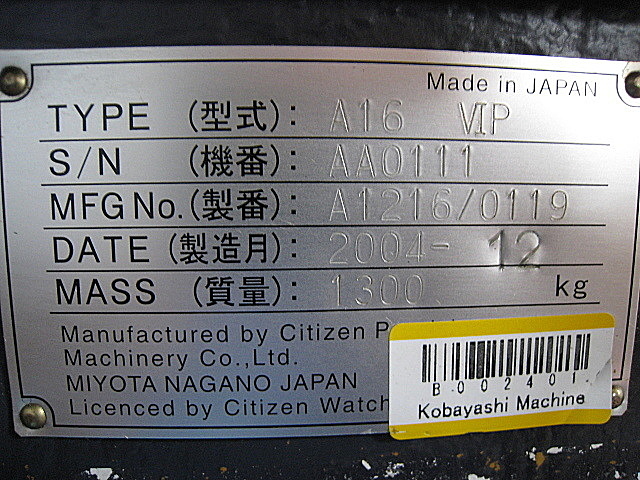 Made in JAPAN
TYPE (型式): A16 VIP
S/N (機番): AA0111
MFG No. (製番): A1216/0119
DATE (製造月): 2004- 12
MASS (質量): 1300 kg
Manufactured by Citizen
Machinery Co.,Ltd.
MIYOTA NAGANO JAPAN
Licenced by Citizen Watch
B002401
Kobayashi Machine